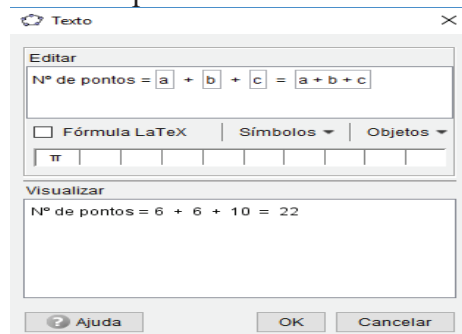 Texto
Editar
Nº de pontos = a + b + c = a + b + c
Fórmula LaTeX Símbolos Objetos
π
Visualizar
Nº de pontos = 6 + 6 + 10 = 22
Ajuda OK Cancelar